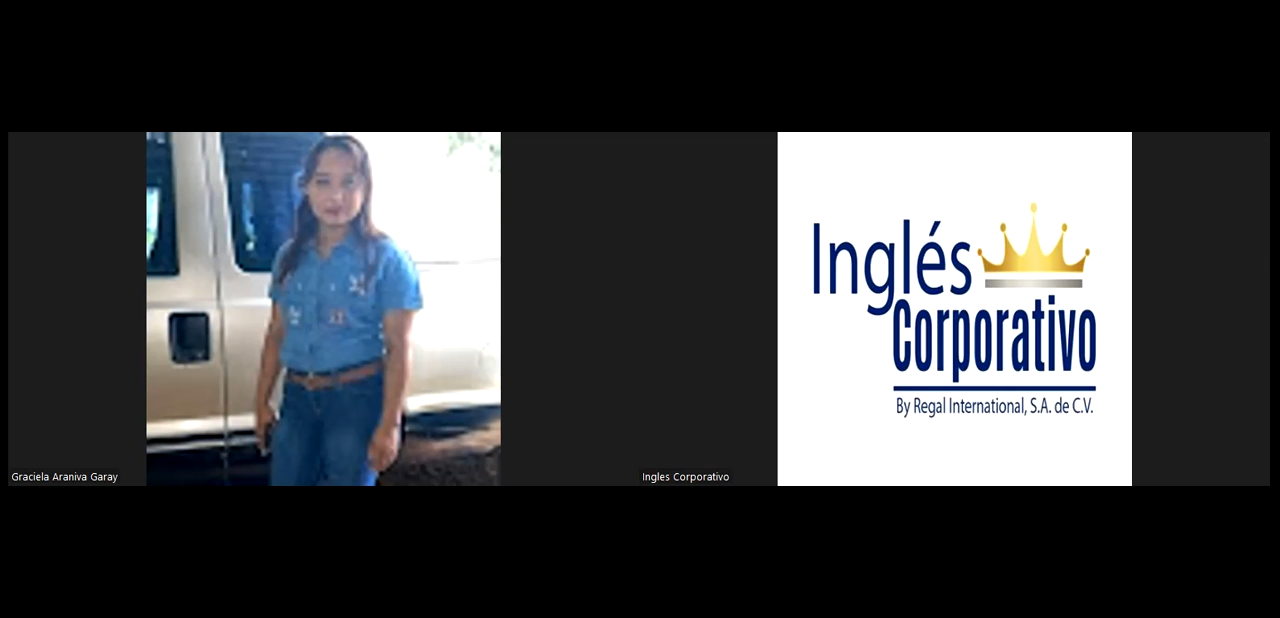 Inglés
Corporativo
By Regal International, S.A. de C.V.
Graciela Araniva Garay
Ingles Corporativo